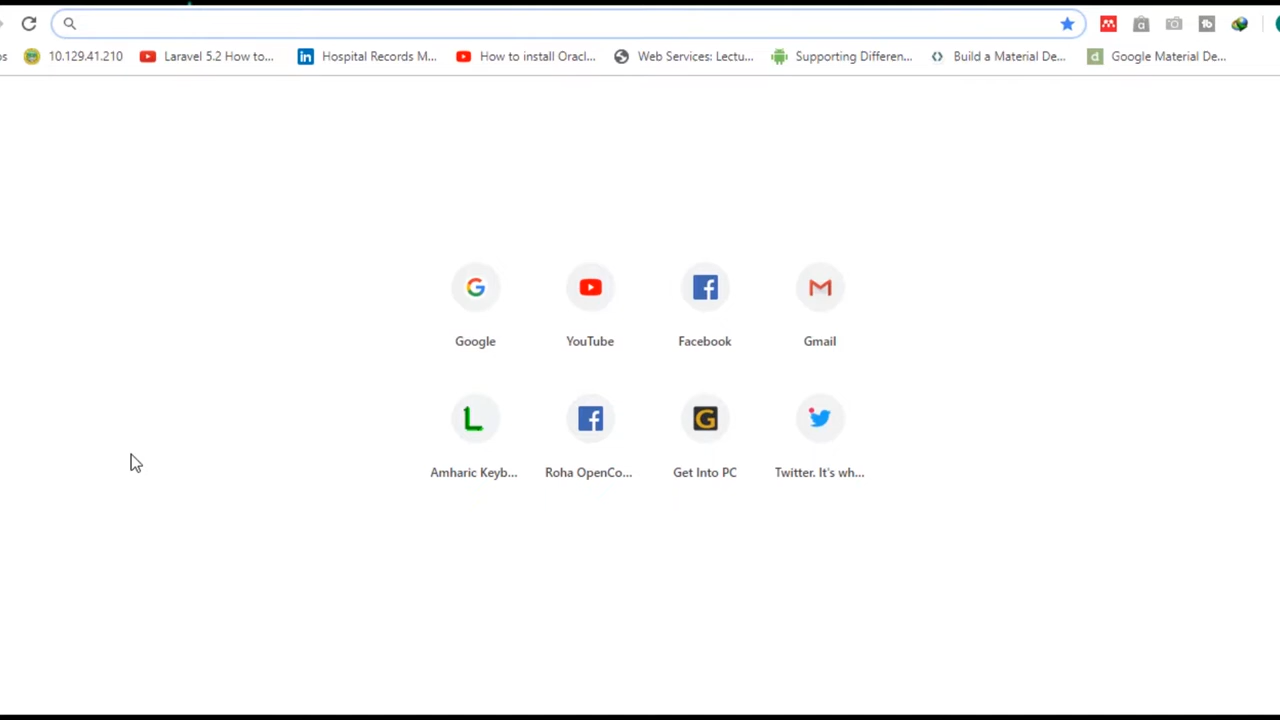 os 10.129.41.210 Laravel 5.2 How to... Hospital Records M... How to install Oracl... Web Services: Lectu... Supporting Differen... Build a Material De... Google Material De...
Google YouTube Facebook Gmail
Amharic Keyb... Roha OpenCo... Get Into PC Twitter. It's wh...